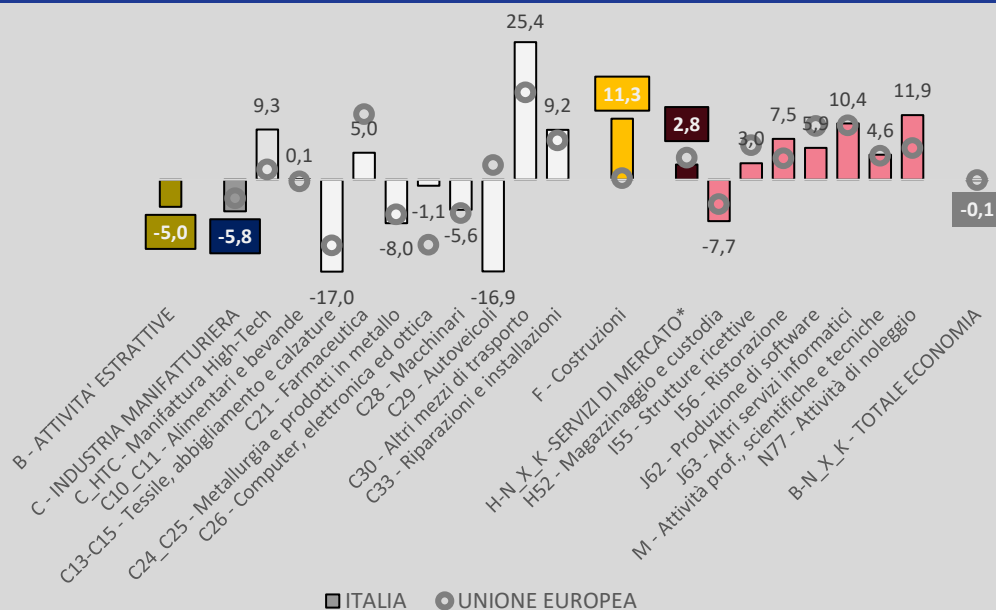 25,4
11,3
11,9
10,4
9,3
9,2
7,5
5,9
5,0
4,6
3,0
2,8
0,1
-5,0
-5,8
-17,0
-8,0
-1,1
-5,6
-16,9
-7,7
-0,1
B - ATTIVITA' ESTRATTIVE
C - INDUSTRIA MANIFATTURIERA
C_HTC - Manifattura High-Tech
C10_C11 - Alimentari e bevande
C13-C15 - Tessile, abbigliamento e calzature
C21 - Farmaceutica
C24_C25 - Metallurgia e prodotti in metallo
C26 - Computer, elettronica ed ottica
C28 - Macchinari
C29 - Autoveicoli
C30 - Altri mezzi di trasporto
C33 - Riparazioni e installazioni
F - Costruzioni
H-N_X_K -SERVIZI DI MERCATO*
H52 - Magazzinaggio e custodia
I55 - Strutture ricettive
I56 - Ristorazione
J62 - Produzione di software
J63 - Altri servizi informatici
M - Attività prof., scientifiche e tecniche
N77 - Attività di noleggio
B-N_X_K - TOTALE ECONOMIA
ITALIA
UNIONE EUROPEA